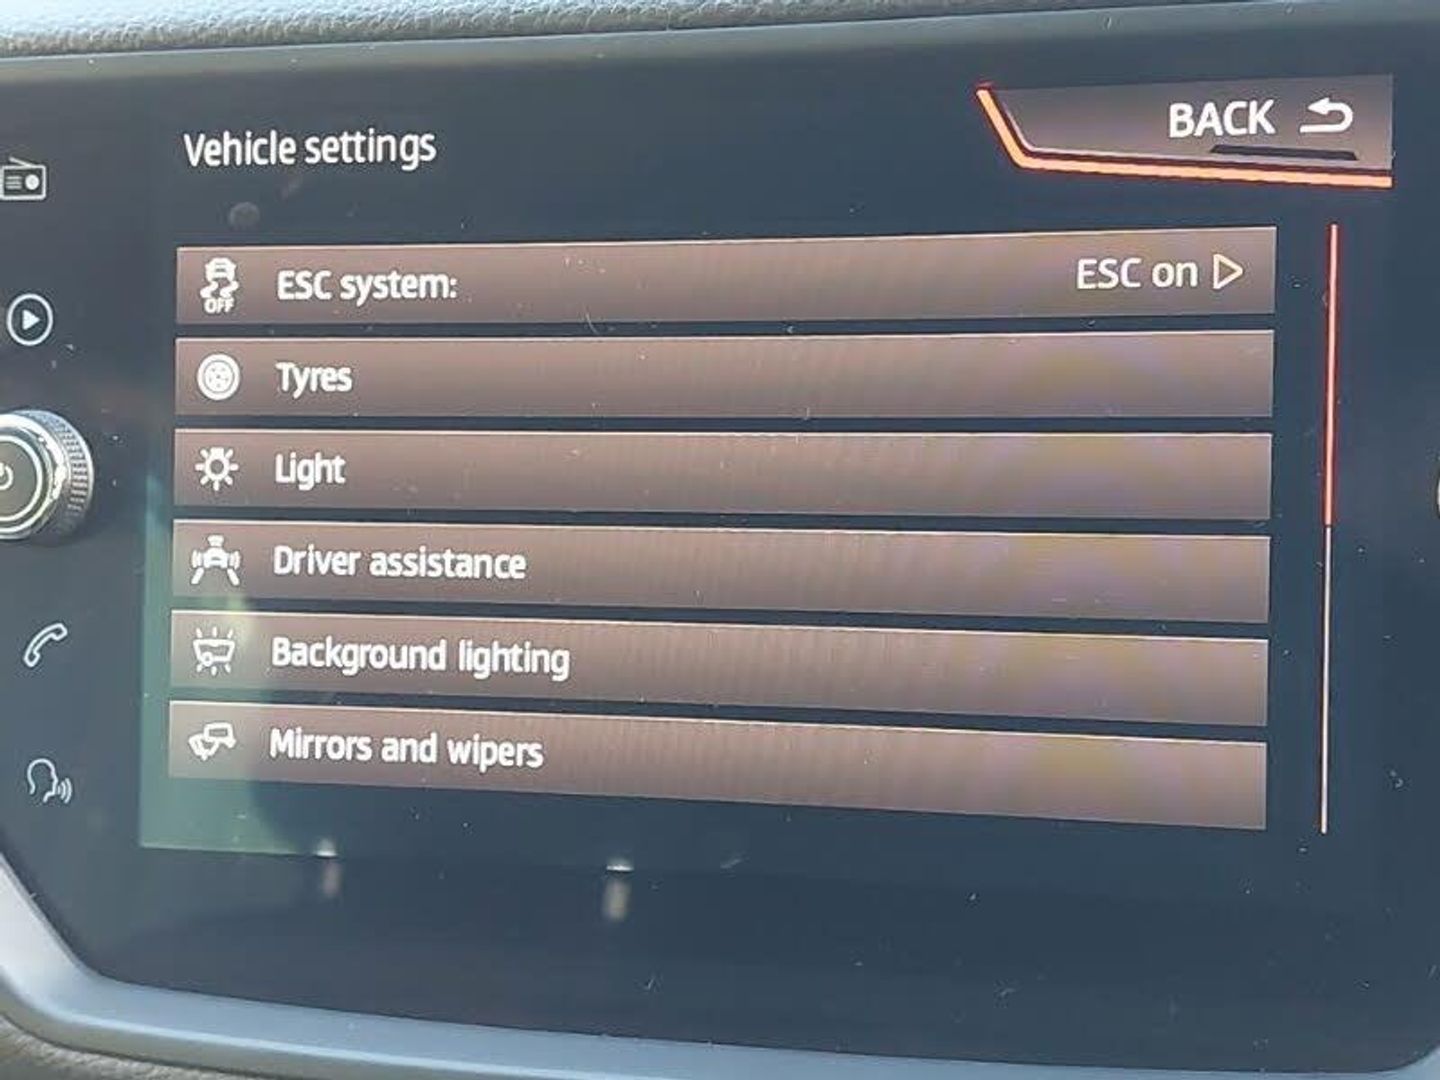 Vehicle settings
BACK
ESC system:
ESC on
OFF
Tyres
Light
Driver assistance
Background lighting
Mirrors and wipers